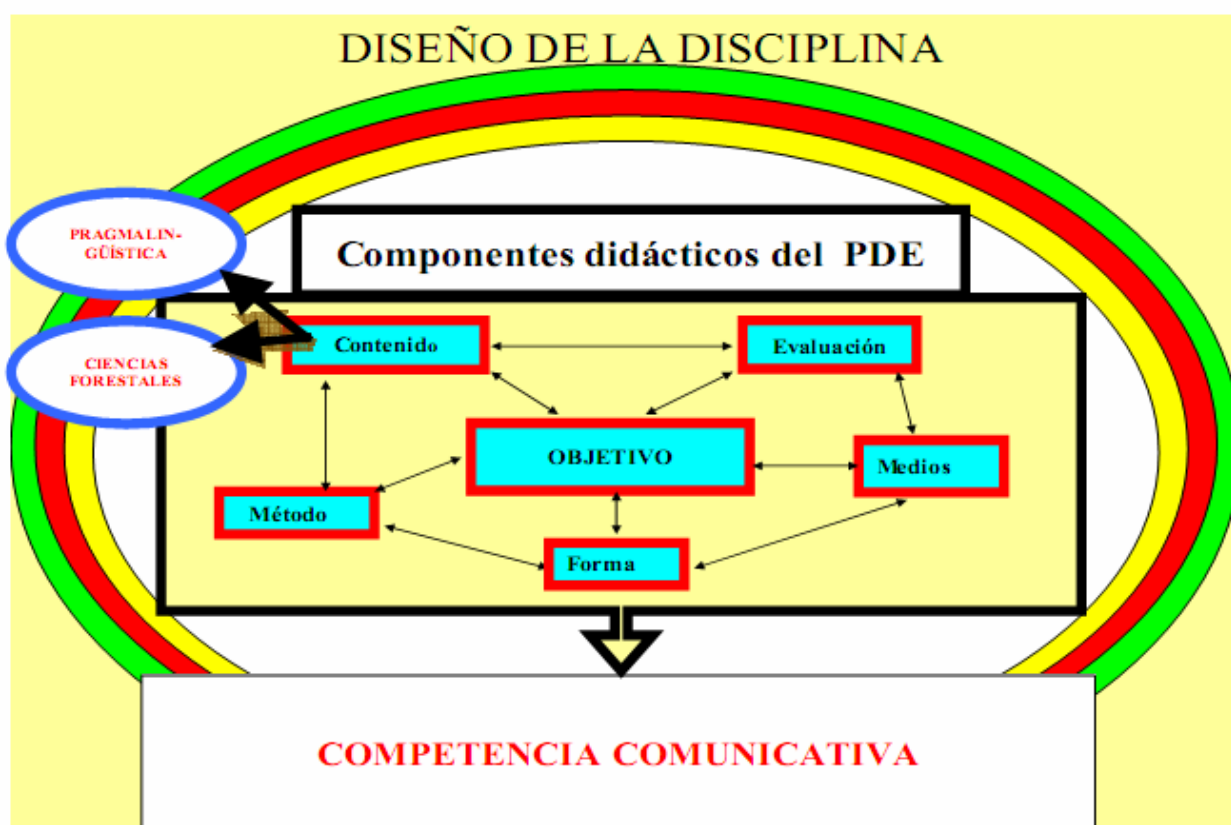 DISEÑO DE LA DISCIPLINA
PRAGMALIN-
GÜÍSTICA
Componentes didácticos del PDE
CIENCIAS
FORESTALES
Contenido
Evaluación
OBJETIVO
Medios
Método
Forma
COMPETENCIA COMUNICATIVA